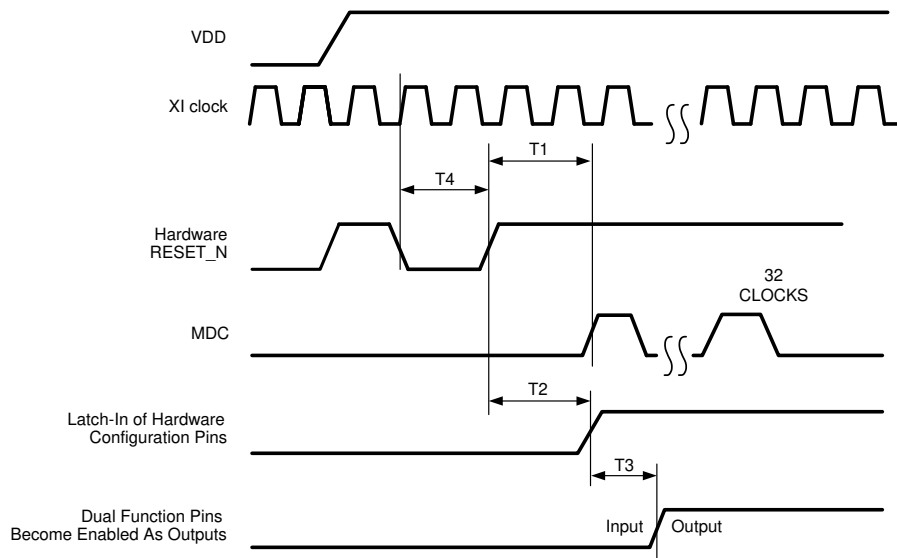 VDD
XI clock
T1
T4
Hardware
RESET_N
32
CLOCKS
MDC
T2
Latch-In of Hardware
Configuration Pins
T3
Dual Function Pins
Become Enabled As Outputs
Input
Output